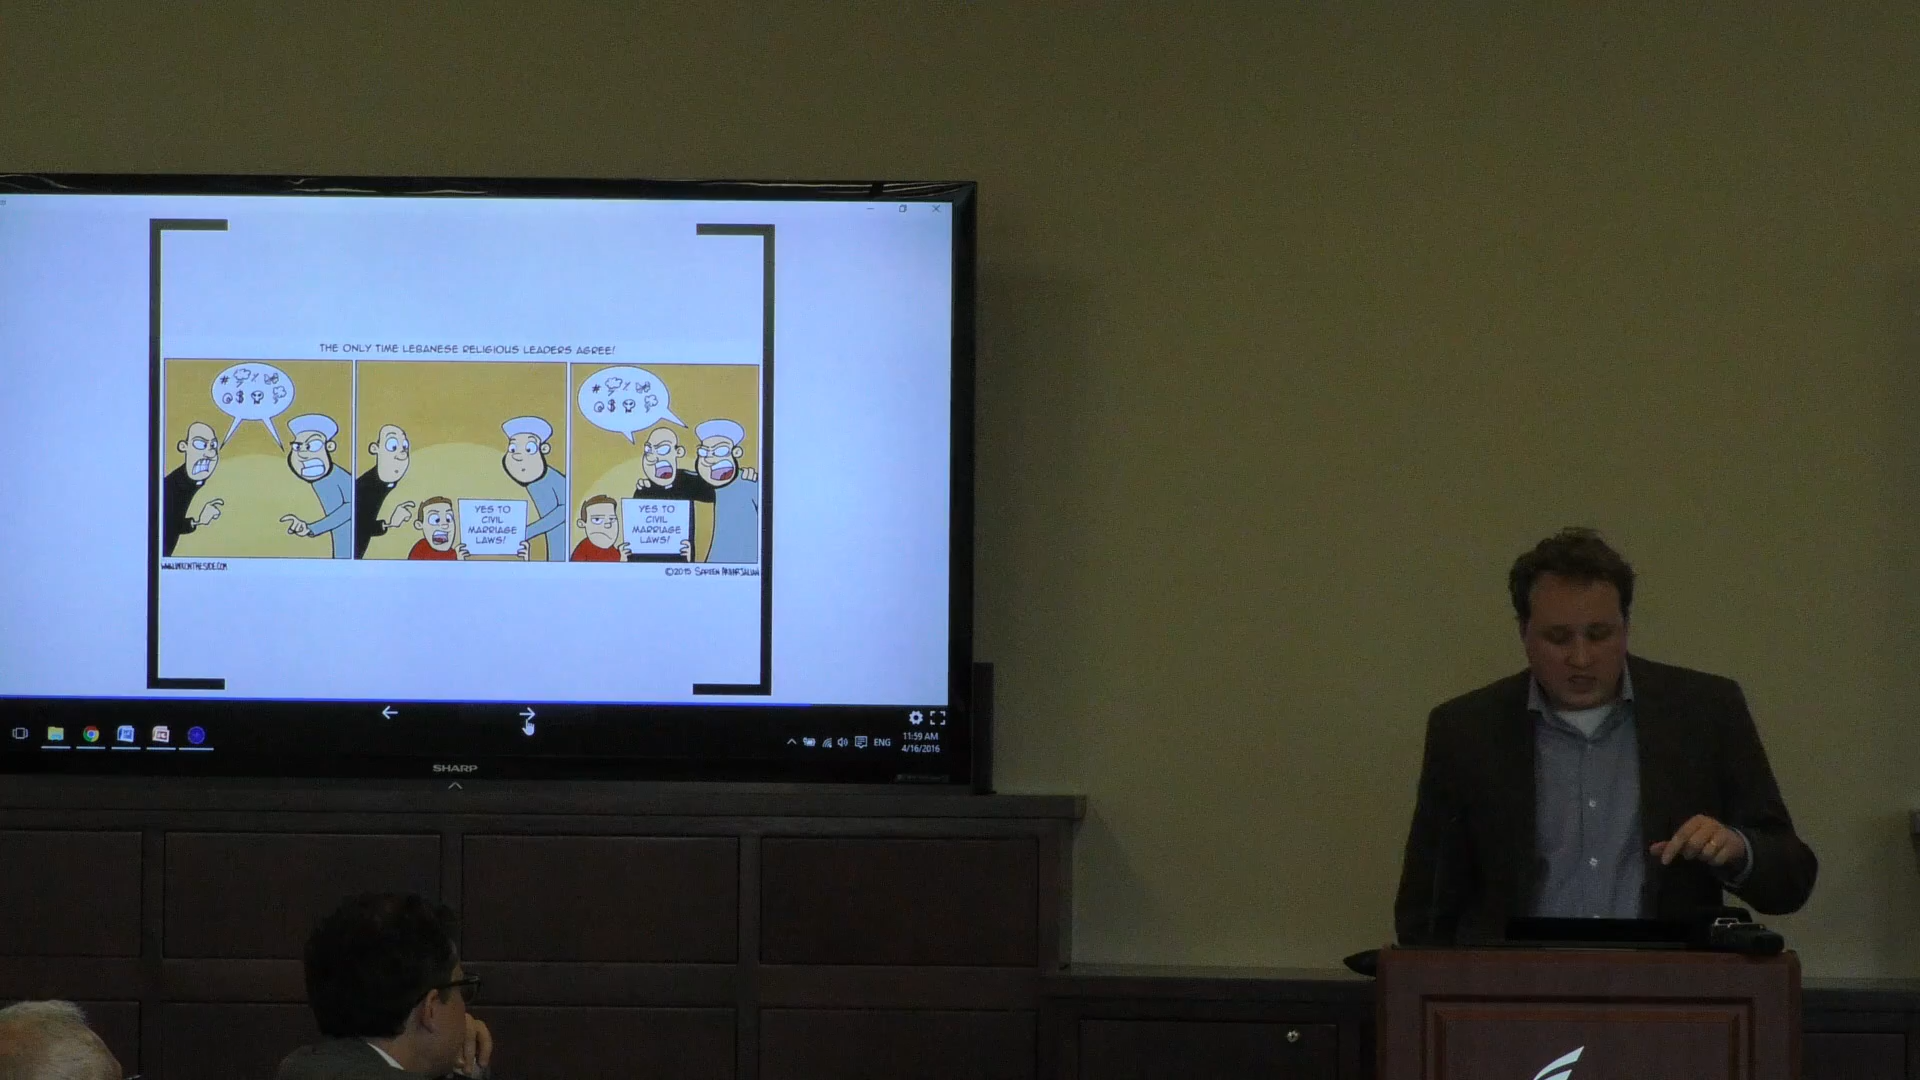 THE ONLY TIME LEBANESE RELIGIOUS LEADERS AGREE!
YES TO
CIVIL
MARRIAGE
LAWS!
YES TO
CIVIL
MARRIAGE
LAWS!
©2015
ENG
11:59 AM
4/16/2016
SHARP